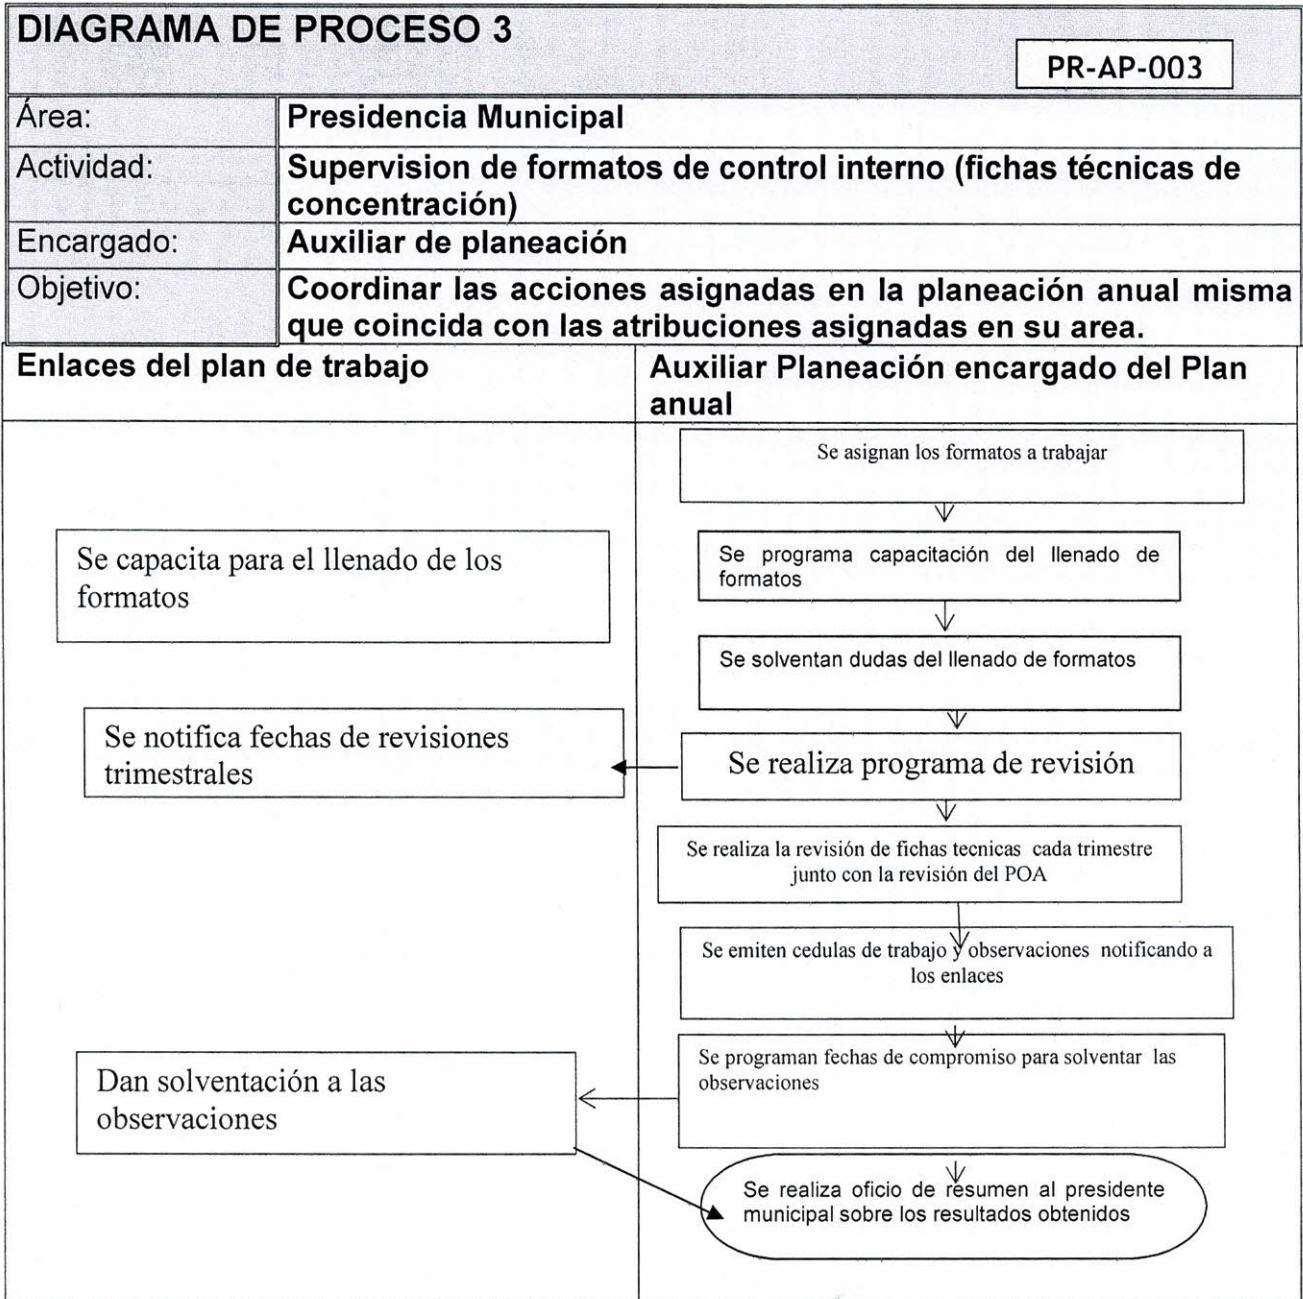 DIAGRAMA DE PROCESO 3
PR-AP-003
Área:
Presidencia Municipal
Actividad:
Supervision de formatos de control interno (fichas técnicas de
concentración)
Encargado:
Auxiliar de planeación
Objetivo:
Coordinar las acciones asignadas en la planeación anual misma
que coincida con las atribuciones asignadas en su area.
Enlaces del plan de trabajo
Auxiliar Planeación encargado del Plan
anual
Se asignan los formatos a trabajar
Se capacita para el llenado de los
formatos
Se programa capacitación del llenado de
formatos
Se solventan dudas del llenado de formatos
Se notifica fechas de revisiones
trimestrales
Se realiza programa de revisión
Se realiza la revisión de fichas tecnicas cada trimestre
junto con la revisión del POA
Se emiten cedulas de trabajo y observaciones notificando a
los enlaces
Se programan fechas de compromiso para solventar las
observaciones
Dan solventación a las
observaciones
Se realiza oficio de resumen al presidente
municipal sobre los resultados obtenidos